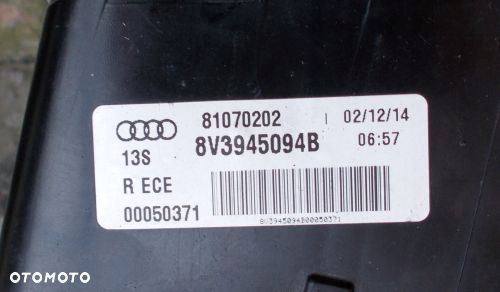 81070202 | 02/12/14
13S 8V3945094B 06:57
R ECE
00050371
8V3945094B00050371
OTOMOTO